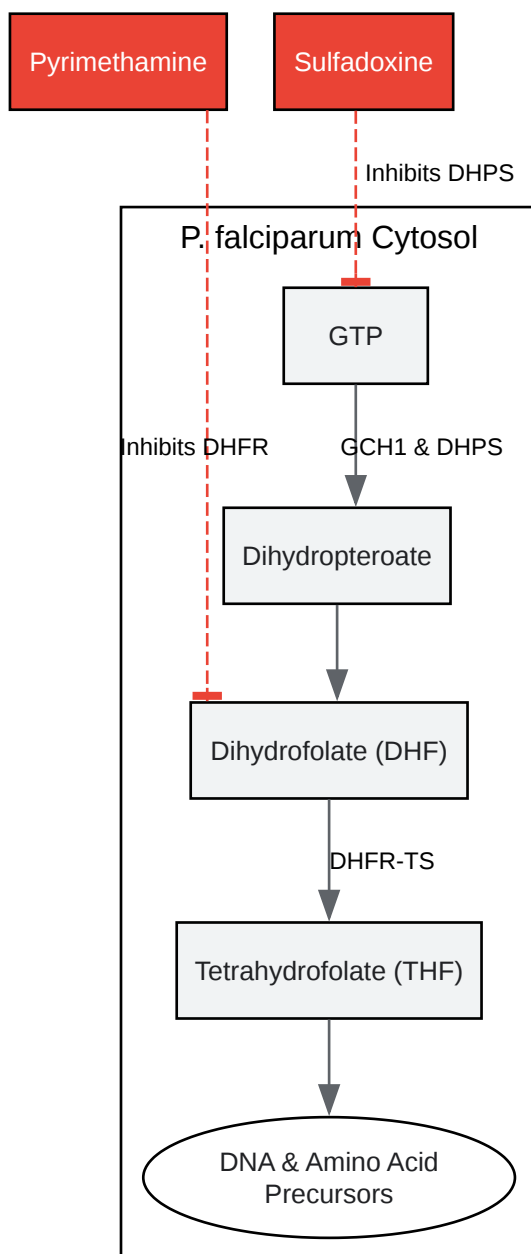 Pyrimethamine
Sulfadoxine
Inhibits DHPS
P. falciparum Cytosol
GTP
Inhibits DHFR
GCH1 & DHPS
Dihydropteroate
Dihydrofolate (DHF)
DHFR-TS
Tetrahydrofolate (THF)
DNA & Amino Acid
Precursors